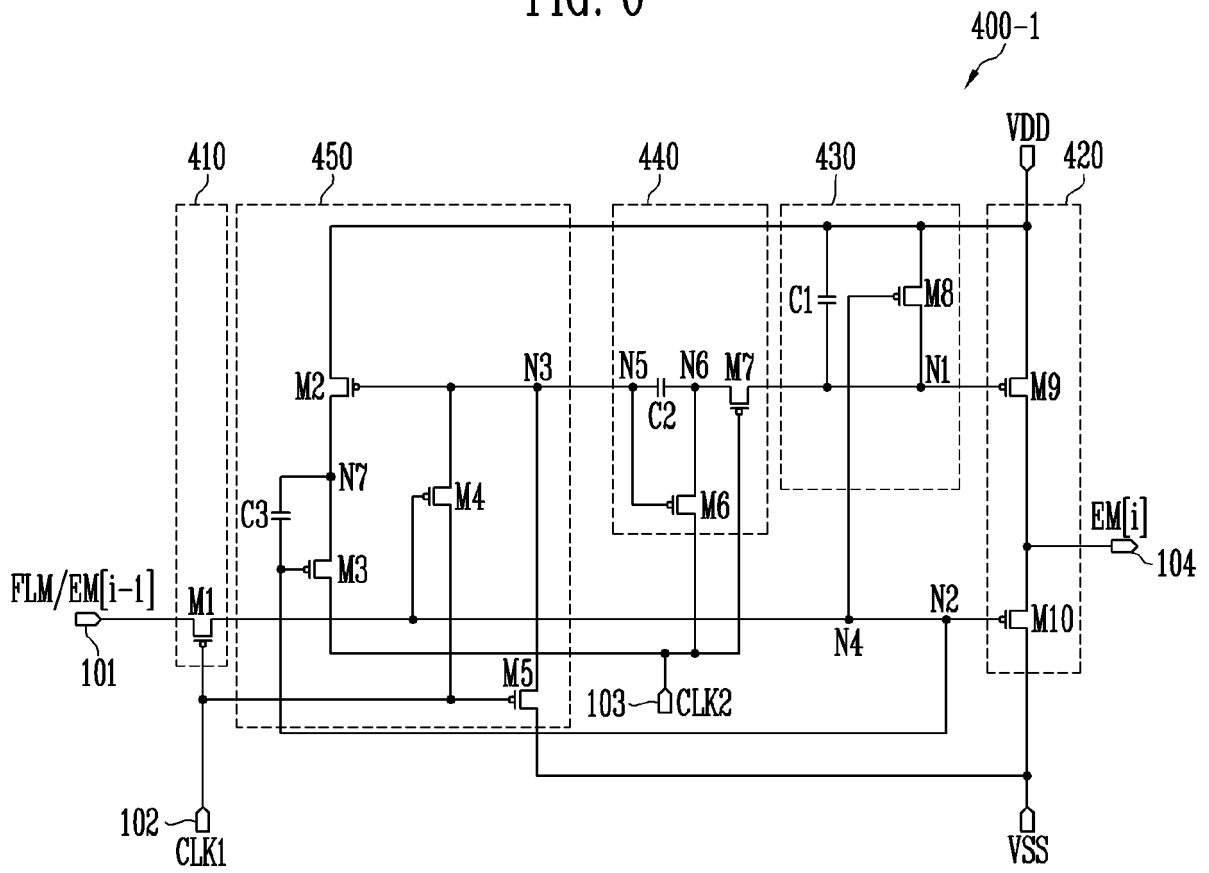 FIG. 6
400-1
VDD
410
450
440
430
420
C1
M8
M2
N3
N5
N6
M7
C2
N1
M9
N7
C3
M4
M6
EM[i]
104
M3
FLM/EM[i-1]
M1
N2
M10
101
N4
M5
103
CLK2
102
CLK1
VSS